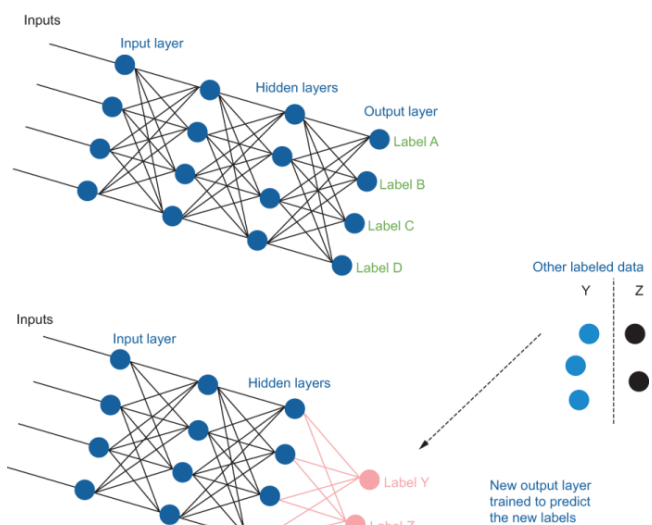 Inputs
Input layer
Hidden layers
Output layer
Label A
Label B
Label C
Label D
Other labeled data
Y Z
Inputs
Input layer
Hidden layers
Label Y
Label Z
New output layer
trained to predict
the new labels